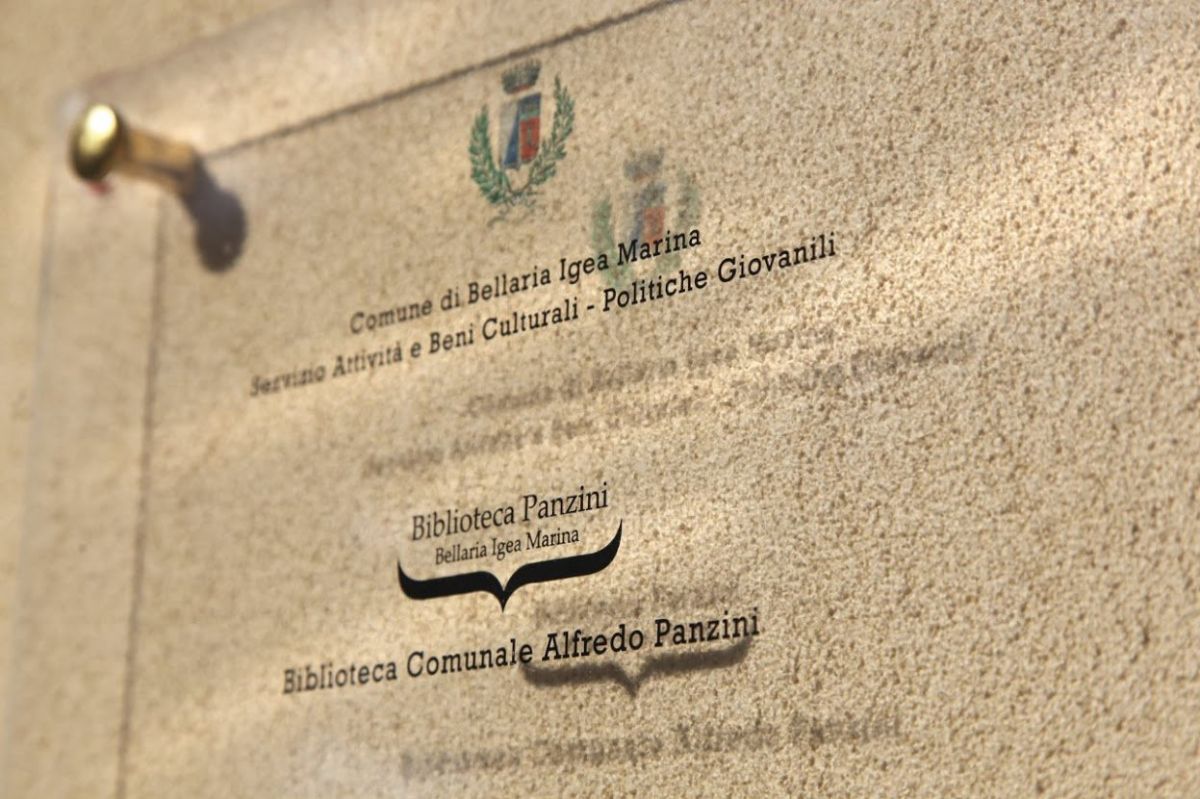 Comune di Bellaria Igea Marina
Servizio Attività e Beni Culturali - Politiche Giovanili
Biblioteca Panzini
Bellaria Igea Marina
Biblioteca Comunale Alfredo Panzini